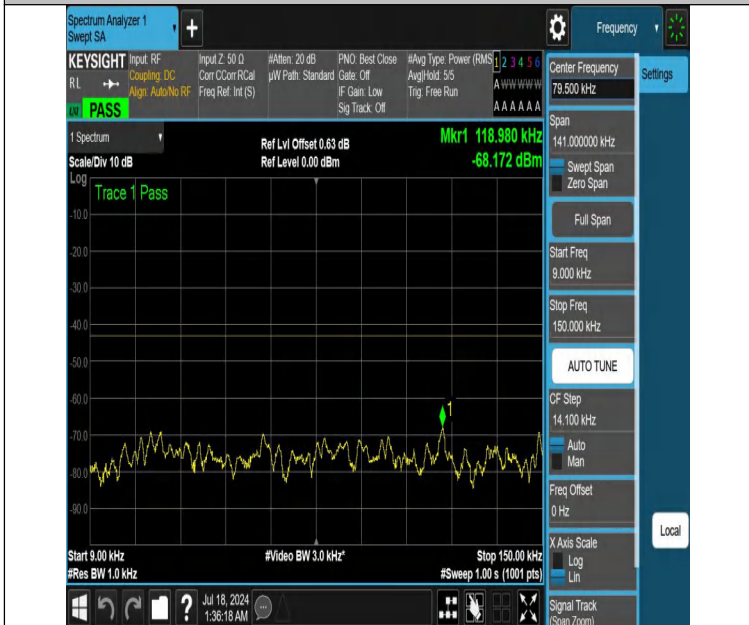 Spectrum Analyzer 1
Swept SA
Frequency
KEYSIGHT
RL
PASS
Input: RF
Coupling: DC
Align: Auto/No RF
Input Z: 50 Ω
Corr CCorr RCal
Freq Ref: Int (S)
#Atten: 20 dB
µW Path: Standard
PNO: Best Close
Gate: Off
IF Gain: Low
Sig Track: Off
#Avg Type: Power (RMS
Avg|Hold: 5/5
Trig: Free Run
1 2 3 4 5 6
A W W W W W
A A A A A A
1 Spectrum
Scale/Div 10 dB
Log
Ref Lvl Offset 0.63 dB
Ref Level 0.00 dBm
Mkr1 118.980 kHz
-68.172 dBm
Trace 1 Pass
-10.0
-20.0
-30.0
-40.0
-50.0
-60.0
-70.0
-80.0
-90.0
1
Start 9.00 kHz
#Res BW 1.0 kHz
#Video BW 3.0 kHz*
Stop 150.00 kHz
#Sweep 1.00 s (1001 pts)
Center Frequency
79.500 kHz
Span
141.000000 kHz
Swept Span
Zero Span
Full Span
Start Freq
9.000 kHz
Stop Freq
150.000 kHz
AUTO TUNE
CF Step
14.100 kHz
Auto
Man
Freq Offset
0 Hz
X Axis Scale
Log
Lin
Signal Track
(Span Zoom)
Settings
Local
?
Jul 18, 2024
1:36:18 AM